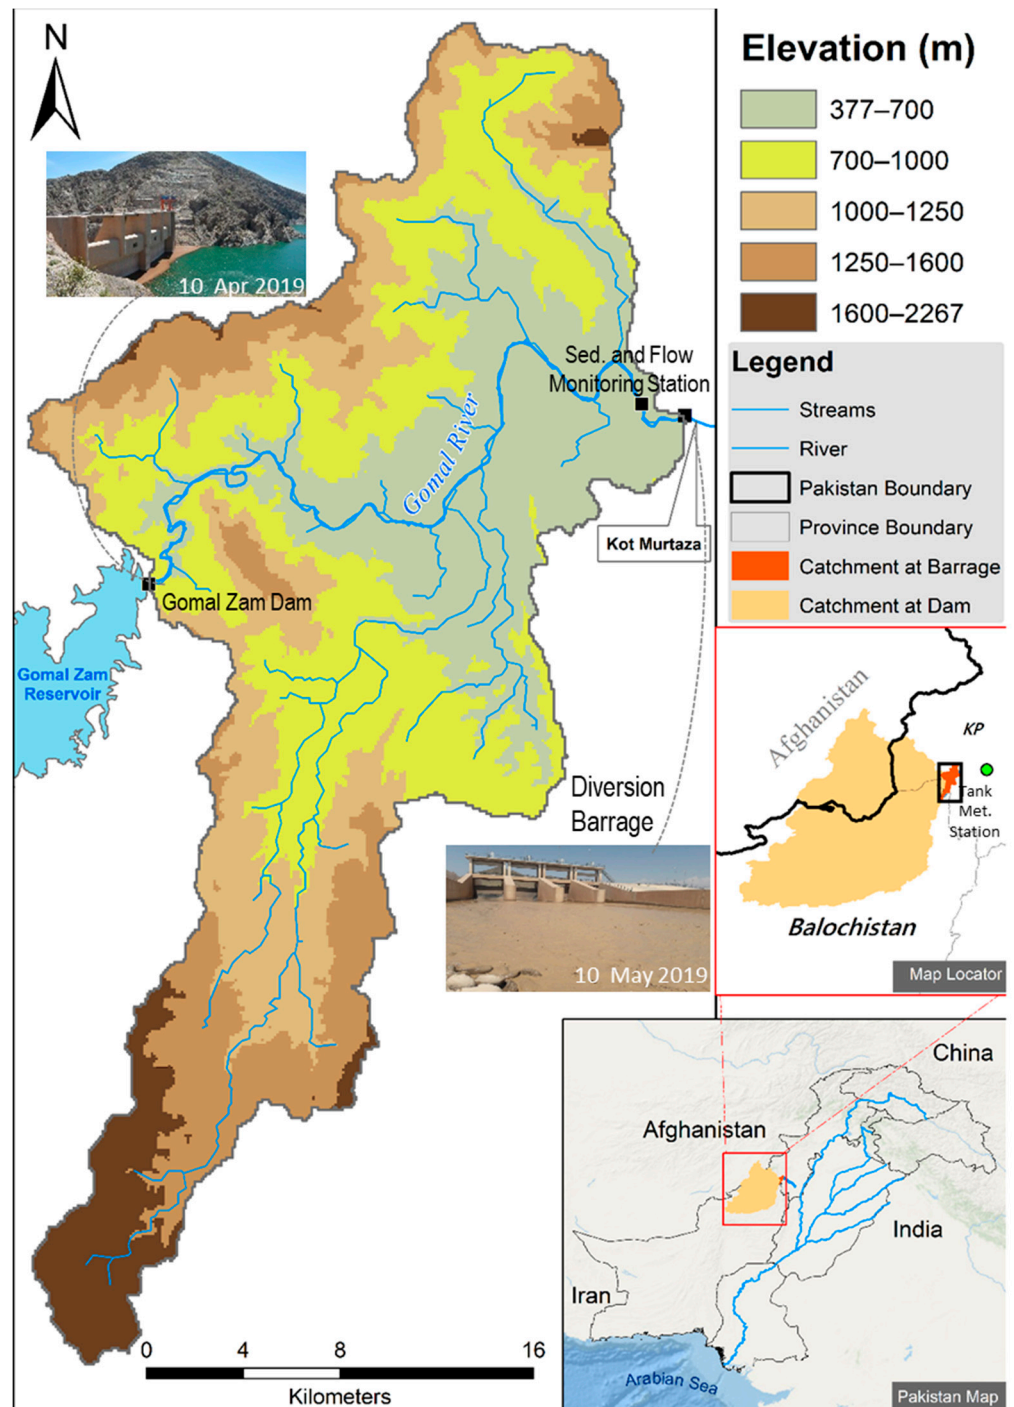 N
10 Apr 2019
Elevation (m)
377–700
700–1000
1000–1250
1250–1600
1600–2267
Legend
Streams
River
Pakistan Boundary
Province Boundary
Catchment at Barrage
Catchment at Dam
Sed. and Flow
Monitoring Station
Gomal River
Kot Murtaza
Gomal Zam Dam
Gomal Zam
Reservoir
Diversion
Barrage
10 May 2019
Afghanistan
KP
Tank
Met.
Station
Balochistan
Map Locator
China
Afghanistan
India
Iran
Arabian Sea
Pakistan Map
0 4 8 16
Kilometers